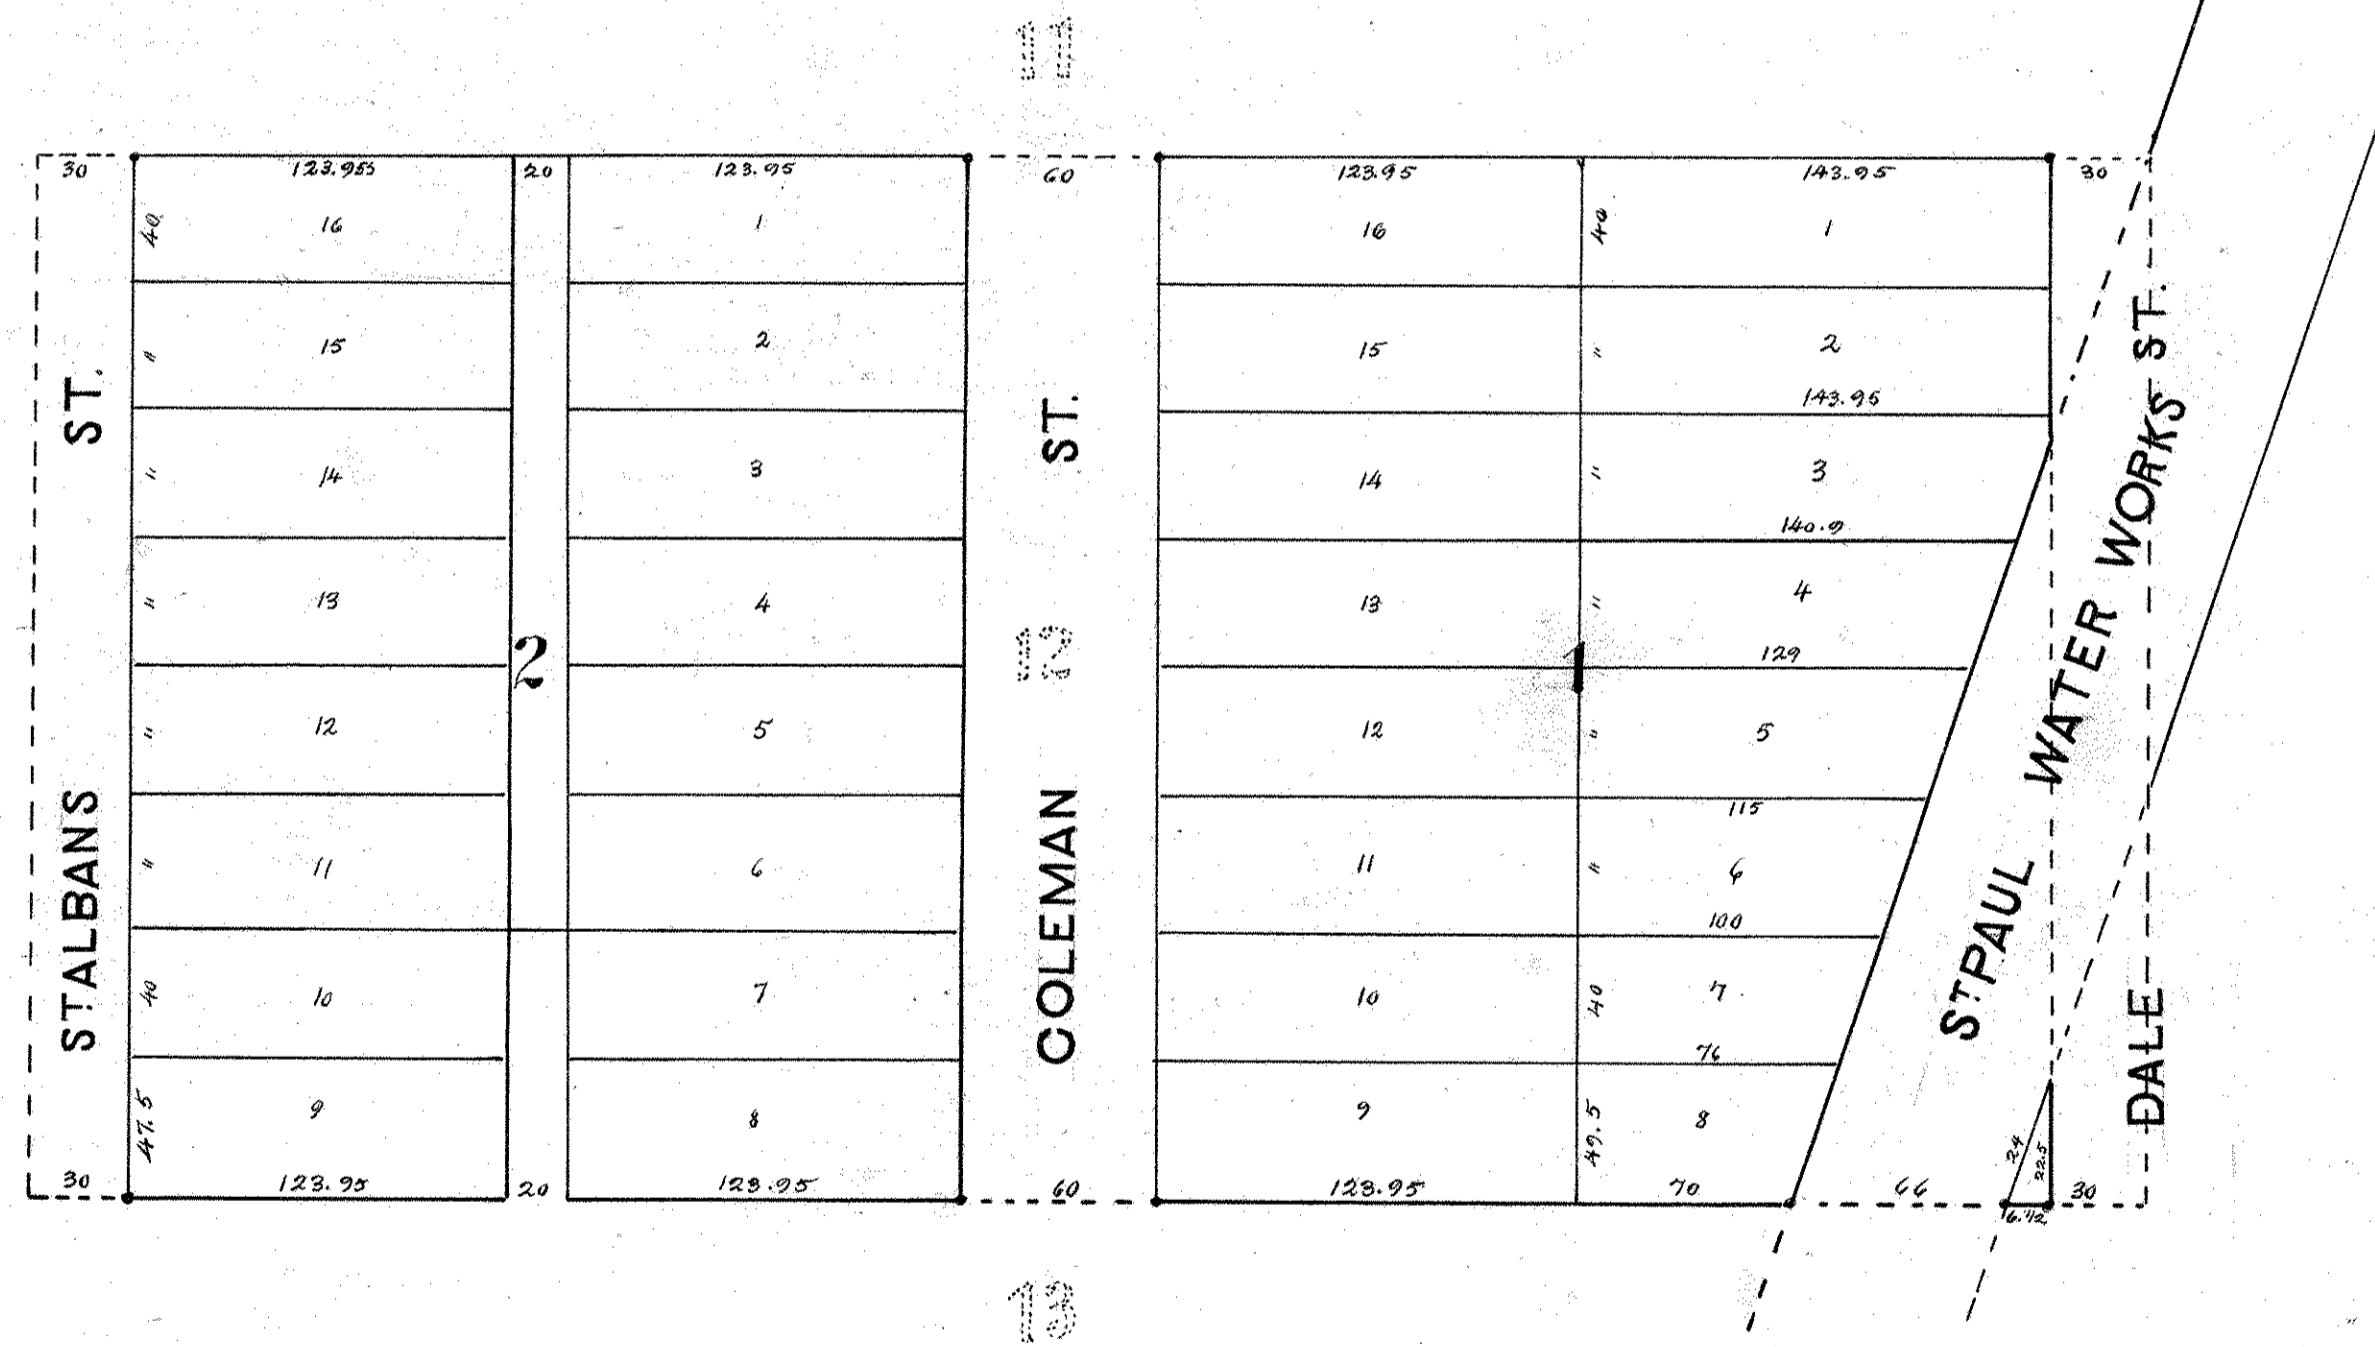 11
30 123.955 20 123.95 60 123.95 143.95 30
40 16 1 16 40 1
" 15 2 15 " 2
143.95
" 14 3 14 " 3
140.9
" 13 4 13 " 4
129
2 12 1
" 12 5 12 " 5
115
" 11 6 11 " 6
100
40 10 7 10 40 7
76
47.5 9 8 9 49.5 8
24 22.5
30 123.95 20 123.95 60 123.95 70 66 30
13
ST ALBANS ST.
COLEMAN ST.
ST PAUL WATER WORKS
DALE ST.